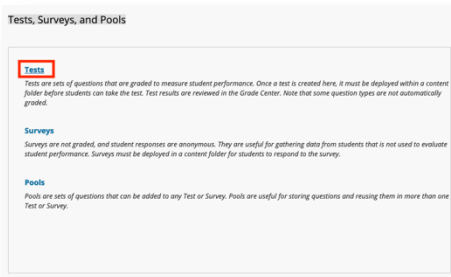 Tests, Surveys, and Pools
Tests
Tests are sets of questions that are graded to measure student performance. Once a test is created here, it must be deployed within a content
folder before students can take the test. Test results are reviewed in the Grade Center. Note that some question types are not automatically
graded.
Surveys
Surveys are not graded, and student responses are anonymous. They are useful for gathering data from students that is not used to evaluate
student performance. Surveys must be deployed in a content folder for students to respond to the survey.
Pools
Pools are sets of questions that can be added to any Test or Survey. Pools are useful for storing questions and reusing them in more than one
Test or Survey.